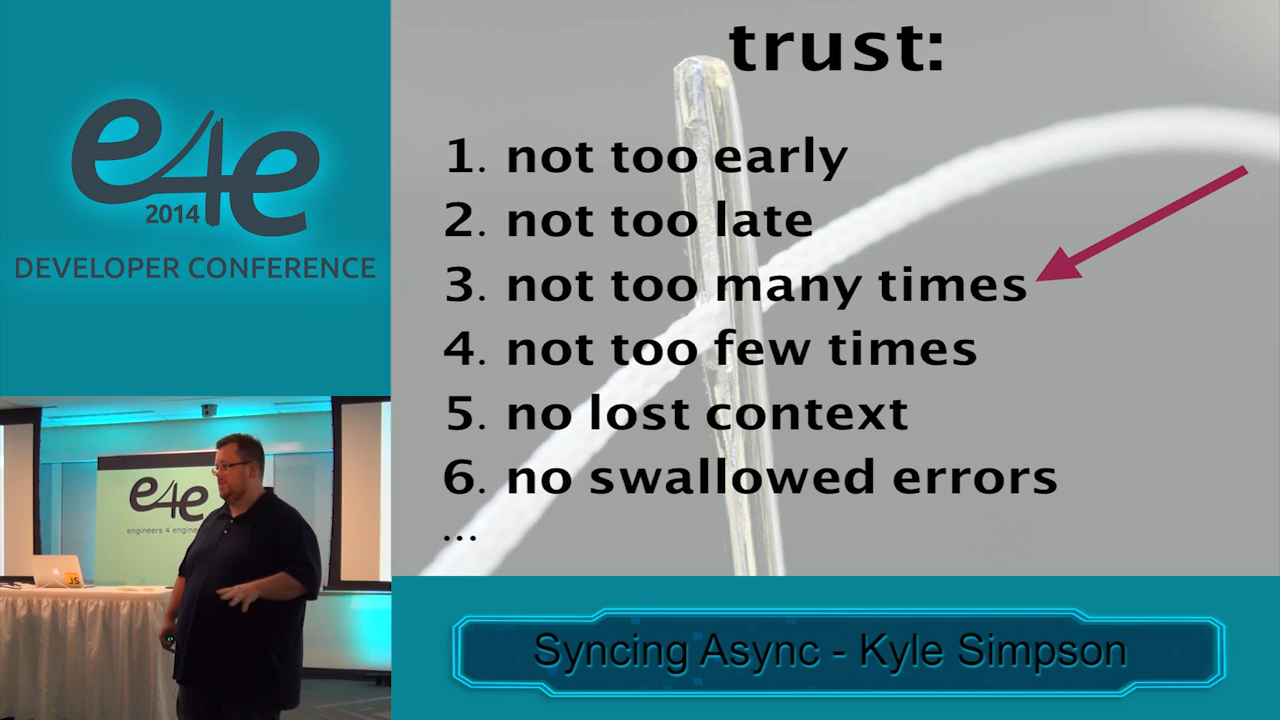 e4e
2014
DEVELOPER CONFERENCE
trust:
1. not too early
2. not too late
3. not too many times
4. not too few times
5. no lost context
6. no swallowed errors
...
e4e
engineers 4 engine
JS
Syncing Async - Kyle Simpson